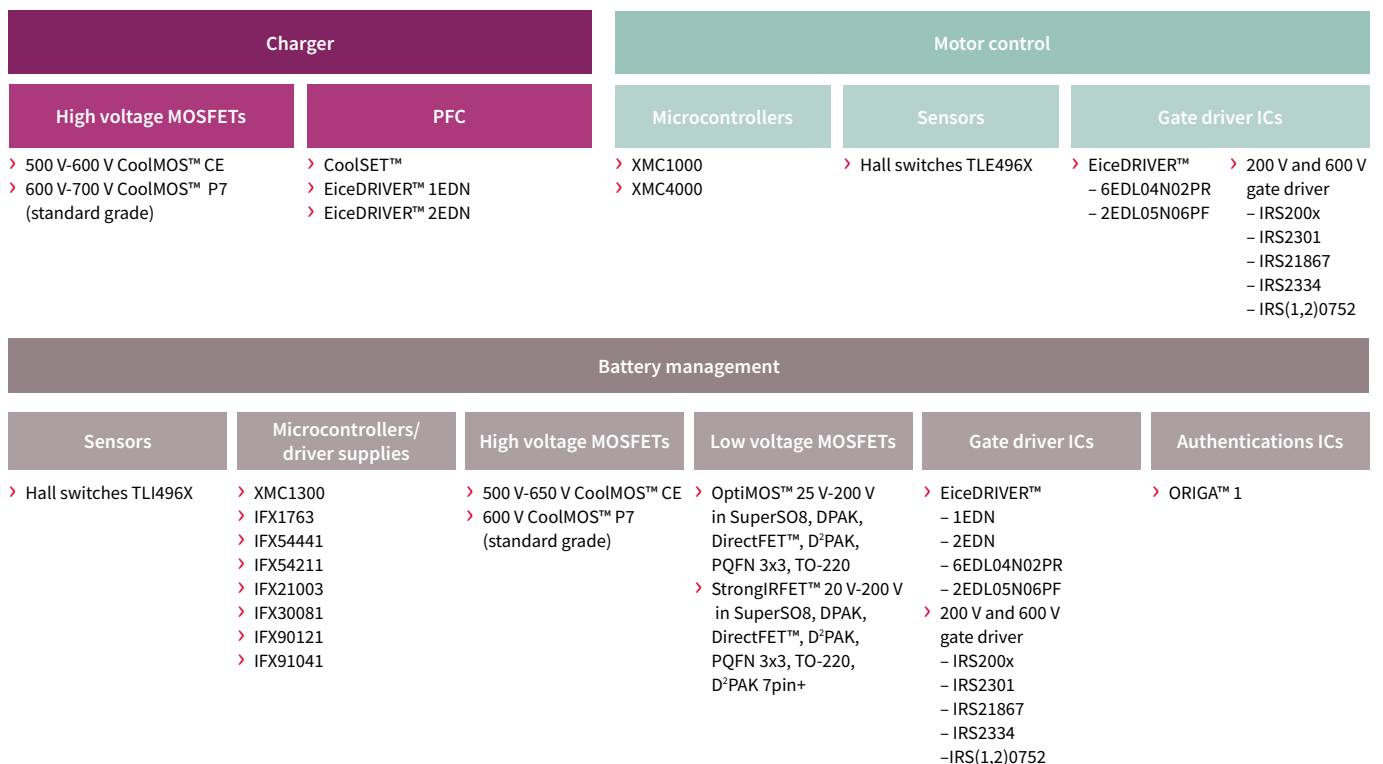 Charger
High voltage MOSFETs
› 500 V-600 V CoolMOS™ CE
› 600 V-700 V CoolMOS™ P7
(standard grade)
PFC
› CoolSET™
› EiceDRIVER™ 1EDN
› EiceDRIVER™ 2EDN
Motor control
Microcontrollers
› XMC1000
› XMC4000
Sensors
› Hall switches TLE496X
Gate driver ICs
› EiceDRIVER™
– 6EDL04N02PR
– 2EDL05N06PF
› 200 V and 600 V
gate driver
– IRS200x
– IRS2301
– IRS21867
– IRS2334
– IRS(1,2)0752
Battery management
Sensors
› Hall switches TLI496X
Microcontrollers/
driver supplies
› XMC1300
› IFX1763
› IFX54441
› IFX54211
› IFX21003
› IFX30081
› IFX90121
› IFX91041
High voltage MOSFETs
› 500 V-650 V CoolMOS™ CE
› 600 V CoolMOS™ P7
(standard grade)
Low voltage MOSFETs
› OptiMOS™ 25 V-200 V
in SuperSO8, DPAK,
DirectFET™, D²PAK,
PQFN 3x3, TO-220
› StrongIRFET™ 20 V-200 V
in SuperSO8, DPAK,
DirectFET™, D²PAK,
PQFN 3x3, TO-220,
D²PAK 7pin+
Gate driver ICs
› EiceDRIVER™
– 1EDN
– 2EDN
– 6EDL04N02PR
– 2EDL05N06PF
› 200 V and 600 V
gate driver
– IRS200x
– IRS2301
– IRS21867
– IRS2334
–IRS(1,2)0752
Authentications ICs
› ORIGA™ 1